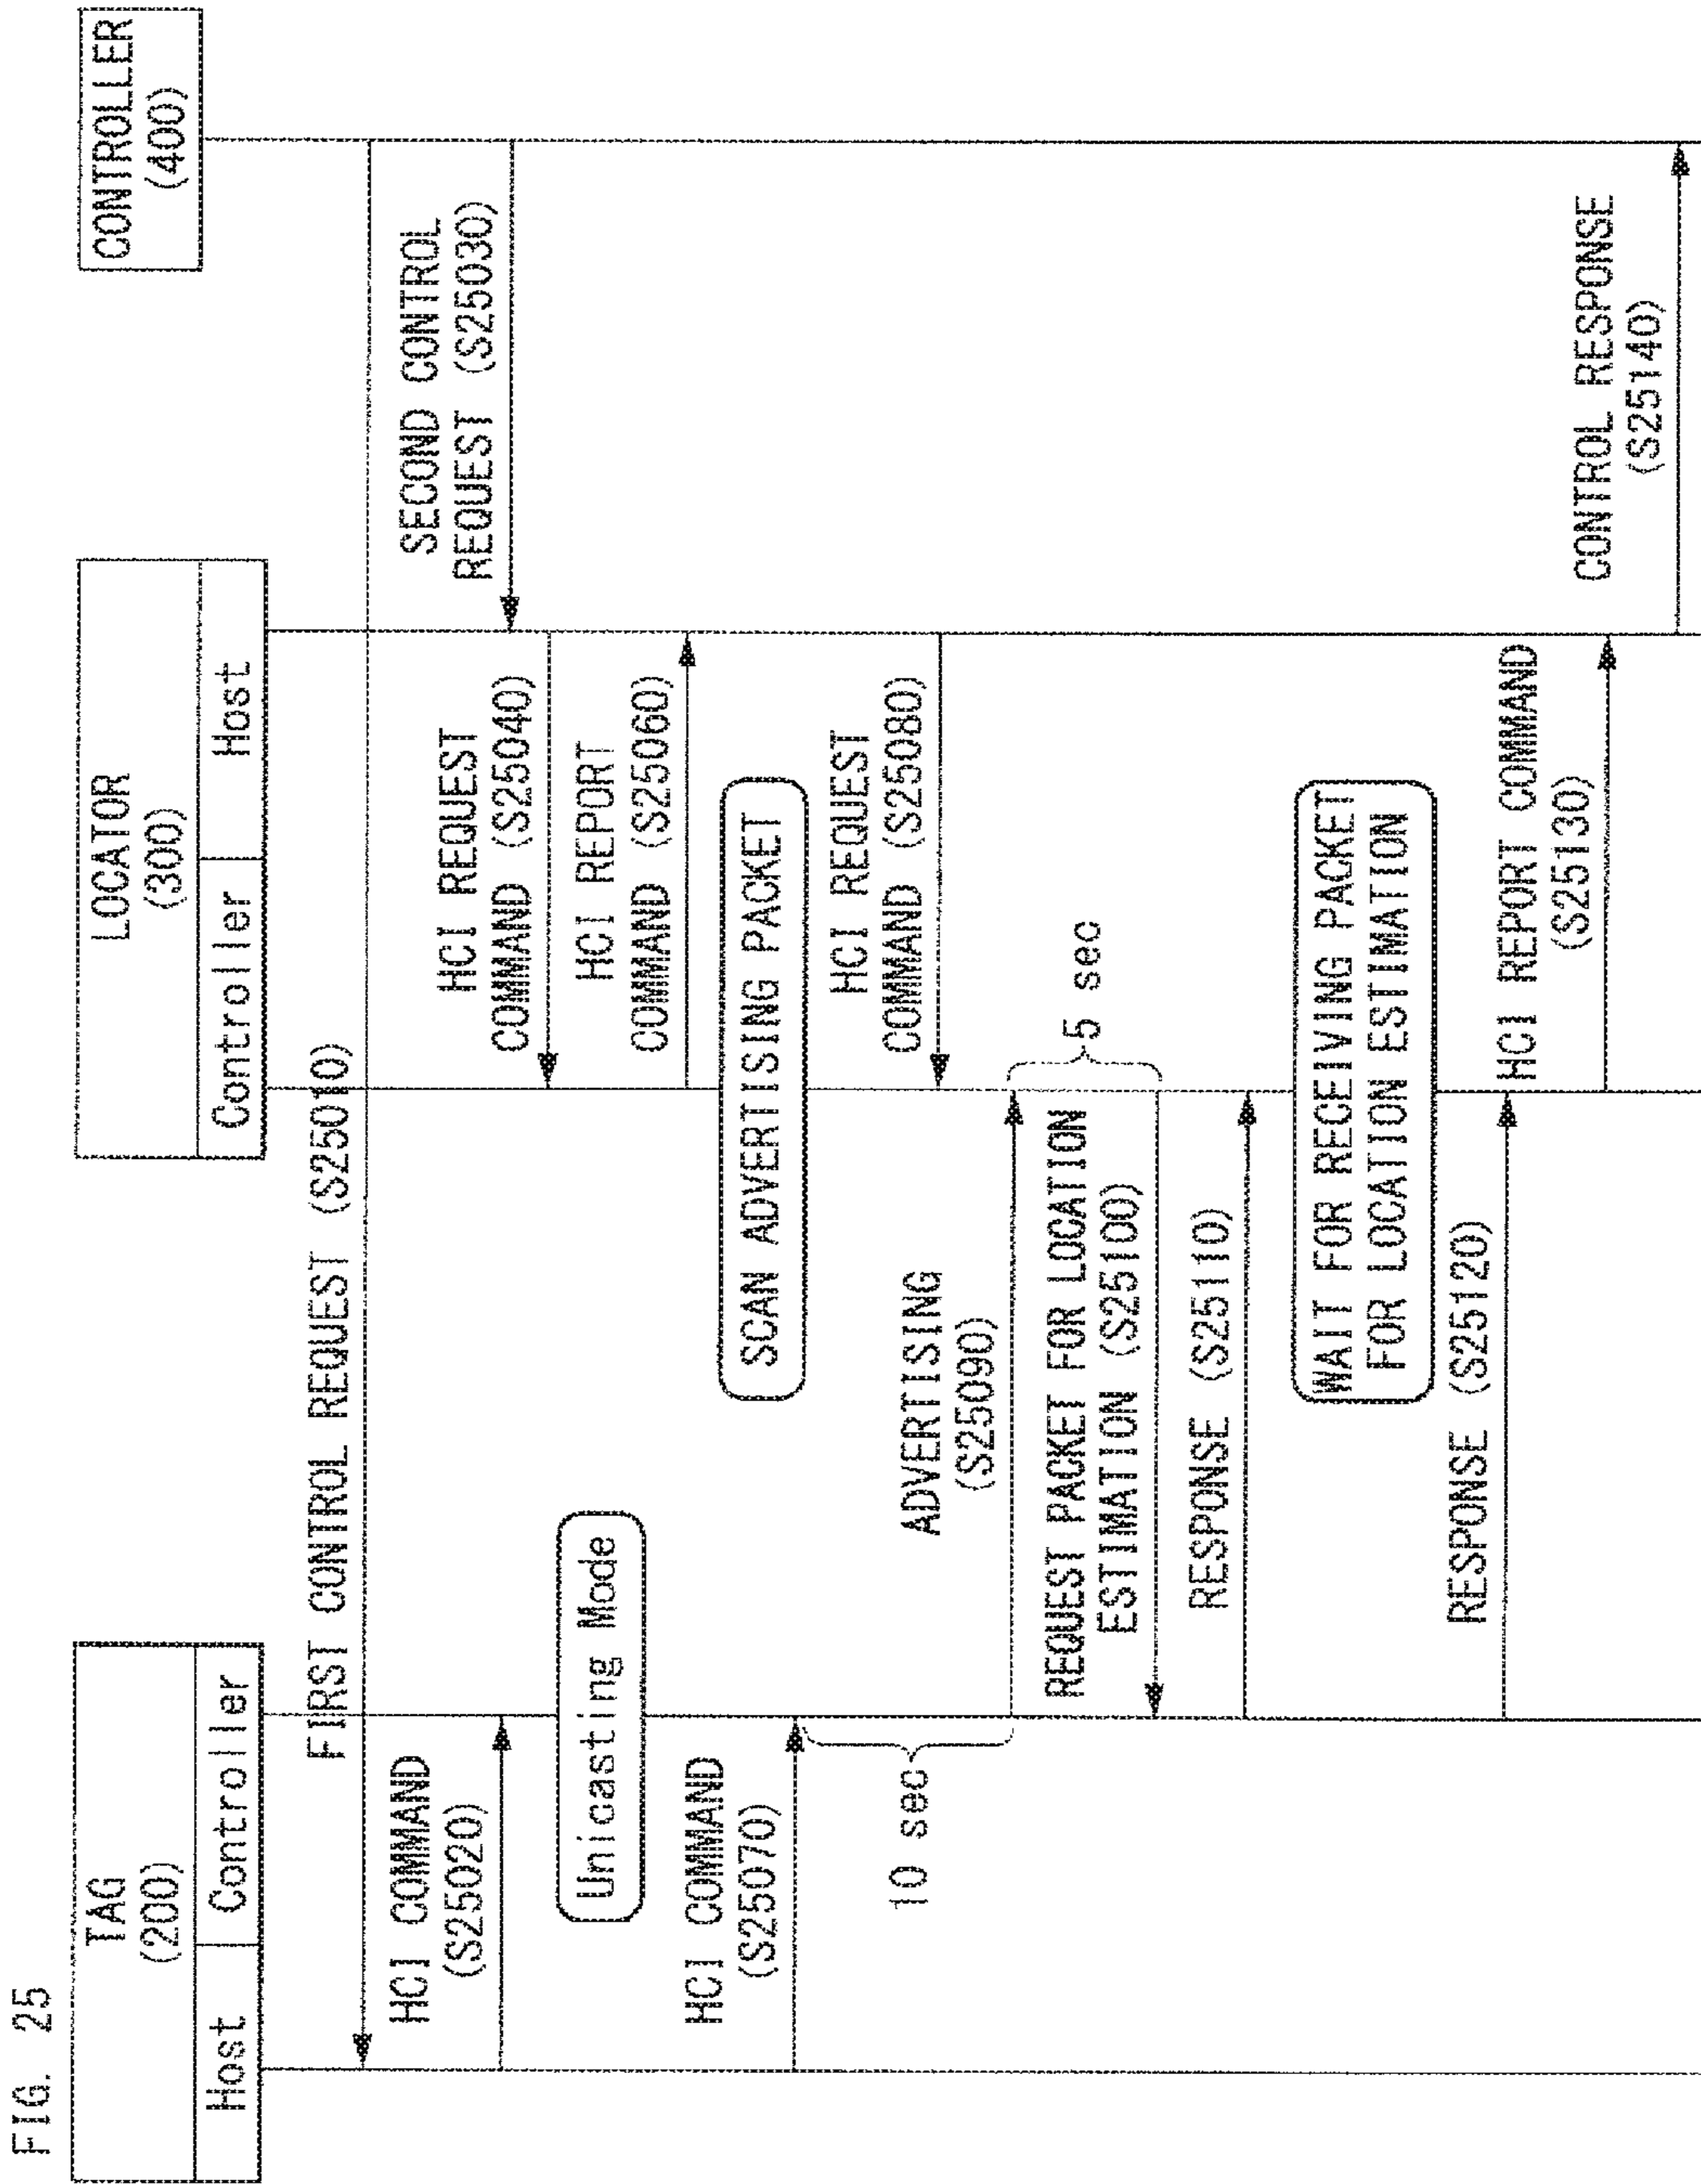 FIG. 25
TAG
(200)
Host
Controller
LOCATOR
(300)
Controller
Host
CONTROLLER
(400)
FIRST CONTROL REQUEST (S25010)
HCI COMMAND
(S25020)
SECOND CONTROL
REQUEST (S25030)
HCI REQUEST
COMMAND (S25040)
Unicasting Mode
HCI REPORT
COMMAND (S25060)
SCAN ADVERTISING PACKET
HCI COMMAND
(S25070)
HCI REQUEST
COMMAND (S25080)
10 sec
ADVERTISING
(S25090)
5 sec
REQUEST PACKET FOR LOCATION
ESTIMATION (S25100)
RESPONSE (S25110)
WAIT FOR RECEIVING PACKET
FOR LOCATION ESTIMATION
RESPONSE (S25120)
HCI REPORT COMMAND
(S25130)
CONTROL RESPONSE
(S25140)